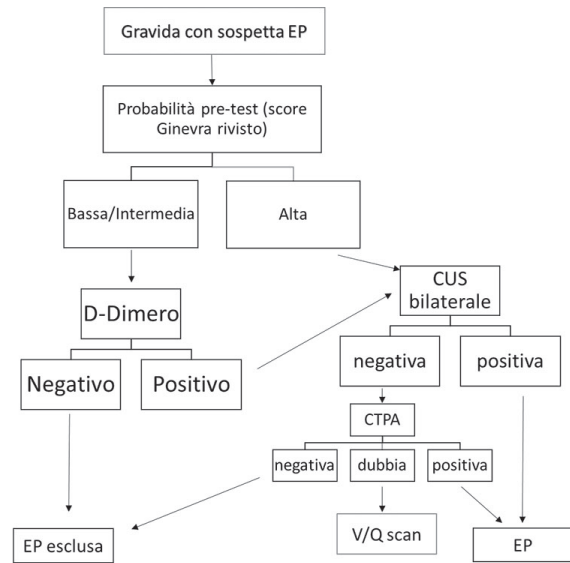 Gravida con sospetta EP
Probabilità pre-test (score
Ginevra rivisto)
Bassa/Intermedia
Alta
CUS
bilaterale
D-Dimero
negativa
positiva
Negativo
Positivo
CTPA
negativa
dubbia
positiva
V/Q scan
EP esclusa
EP